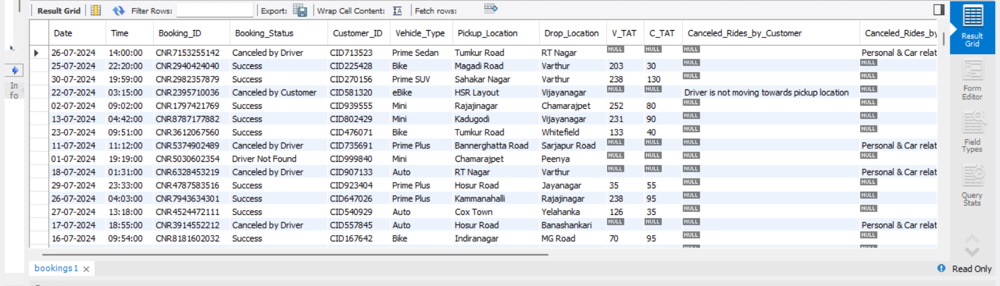 Result Grid Filter Rows: Export: Wrap Cell Content: IA Fetch rows:
Date Time Booking_ID Booking_Status Customer_ID Vehicle_Type Pickup_Location Drop_Location V_TAT C_TAT Canceled_Rides_by_Customer Canceled_Rides_by
26-07-2024 14:00:00 CNR7153255142 Canceled by Driver CID713523 Prime Sedan Tumkur Road RT Nagar NULL NULL NULL Personal & Car relat
25-07-2024 22:20:00 CNR2940424040 Success CID225428 Bike Magadi Road Varthur 203 30 NULL NULL
30-07-2024 19:59:00 CNR2982357879 Success CID270156 Prime SUV Sahakar Nagar Varthur 238 130 NULL NULL
22-07-2024 03:15:00 CNR2395710036 Canceled by Customer CID581320 eBike HSR Layout Vijayanagar NULL NULL Driver is not moving towards pickup location NULL
02-07-2024 09:02:00 CNR1797421769 Success CID939555 Mini Rajajinagar Chamarajpet 252 80 NULL NULL
13-07-2024 04:42:00 CNR8787177882 Success CID802429 Mini Kadugodi Vijayanagar 231 90 NULL NULL
23-07-2024 09:51:00 CNR3612067560 Success CID476071 Bike Tumkur Road Whitefield 133 40 NULL NULL
11-07-2024 11:12:00 CNR5374902489 Canceled by Driver CID735691 Prime Plus Bannerghatta Road Sarjapur Road NULL NULL NULL Personal & Car relat
01-07-2024 19:19:00 CNR5030602354 Driver Not Found CID999840 Mini Chamarajpet Peenya NULL NULL NULL NULL
18-07-2024 01:31:00 CNR6328453219 Canceled by Driver CID907133 Auto RT Nagar Varthur NULL NULL NULL Personal & Car relat
29-07-2024 23:33:00 CNR4787583516 Success CID923404 Prime Plus Hosur Road Jayanagar 35 55 NULL NULL
26-07-2024 04:03:00 CNR7943634301 Success CID647026 Prime Plus Kammanahalli Rajajinagar 238 95 NULL NULL
27-07-2024 13:18:00 CNR4524472111 Success CID540929 Auto Cox Town Yelahanka 126 35 NULL NULL
17-07-2024 18:55:00 CNR3914552212 Canceled by Driver CID557845 Auto Hosur Road Banashankari NULL NULL NULL Personal & Car relat
16-07-2024 09:54:00 CNR8181602032 Success CID167642 Bike Indiranagar MG Road 70 95 NULL NULL
bookings1
Read Only
In
fo
Result
Grid
Form
Editor
Field
Types
Query
Stats